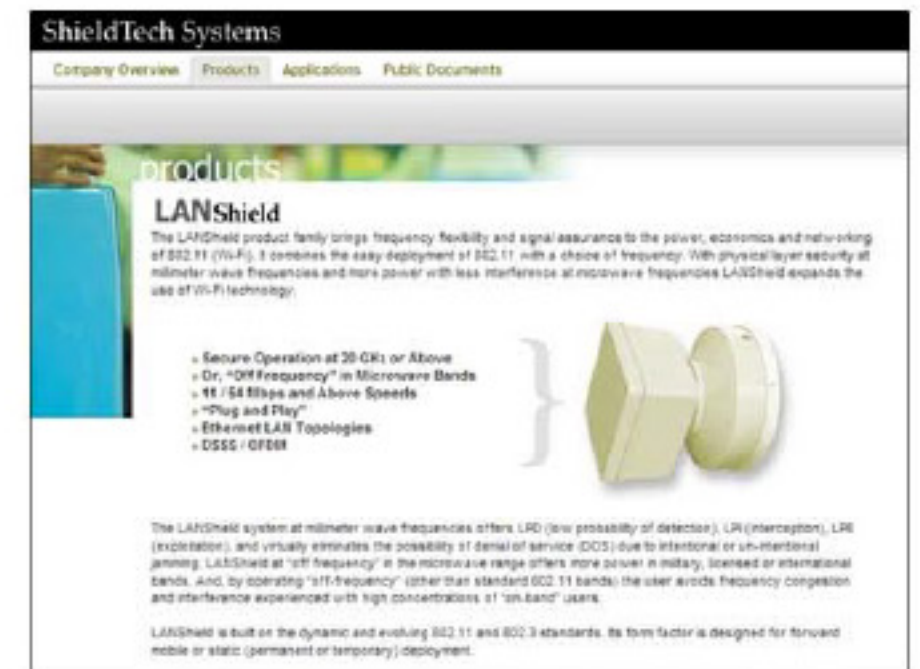 ShieldTech Systems
Company Overview Products Applications Public Documents
products
LANShield
The LANShield product family brings frequency flexibility and signal assurance to the power, economics and networking
of 802.11 (Wi-Fi). It combines the easy deployment of 802.11 with a choice of frequency. With physical layer security at
milimeter wave frequencies and more power with less interference at microwave frequencies LANShield expands the
use of Wi-Fi technology.
Secure Operation at GHz or Above
Or, "Off Frequency" in Microwave Bands
11 / 54 Mbps and Above Speeds
"Plug and Play"
Ethernet LAN Topologies
DSSS / OFDM
The LANShield system at milimeter wave frequencies offers LPD (low probability of detection), LPI (interception), LPE
(exploitation), and virtually eliminates the possibility of denial of service (DOS) due to intentional or un-intentional
jamming. LANShield at "off frequency" in the microwave range offers more power in military, licensed or international
bands. And, by operating "off-frequency" (other than standard 802.11 bands) the user avoids frequency congestion
and interference experienced with high concentrations of "on-band" users.
LANShield is built on the dynamic and evolving 802.11 and 802.3 standards. Its form factor is designed for forward
mobile or static (permanent or temporary) deployment.